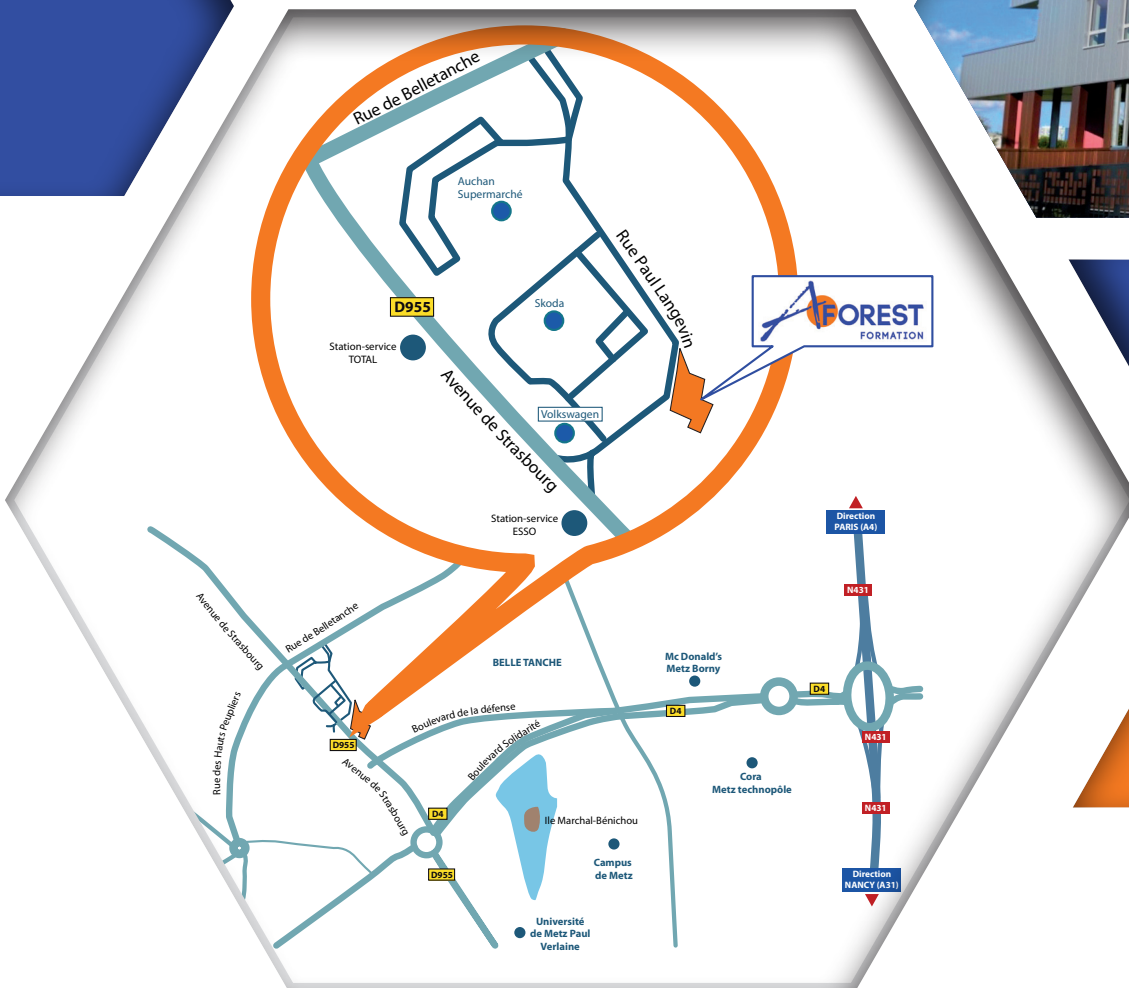 Rue de Belletanche
Auchan
Supermarché
Rue Paul Langevin
D955
Skoda
FOREST
FORMATION
Station-service
TOTAL
Avenue de Strasbourg
Volkswagen
Station-service
ESSO
Direction
PARIS (A4)
N431
Avenue de Strasbourg
Rue de Belletanche
BELLE TANCHE
Mc Donald's
Metz Borny
D4
D4
Rue des Hauts Peupliers
Boulevard de la défense
D955
Boulevard Solidarité
N431
Avenue de Strasbourg
Cora
Metz technopôle
D4
N431
Ile Marchal-Bénichou
Campus
de Metz
D955
Direction
NANCY (A31)
Université
de Metz Paul
Verlaine